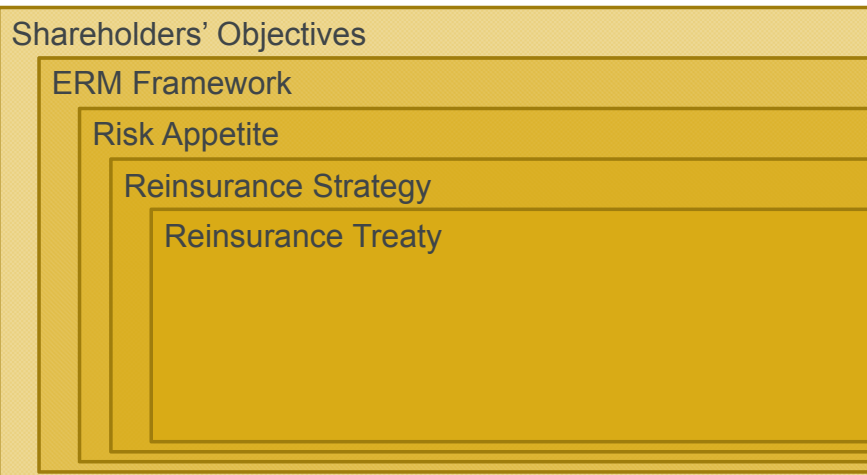 Shareholders’ Objectives
ERM Framework
Risk Appetite
Reinsurance Strategy
Reinsurance Treaty